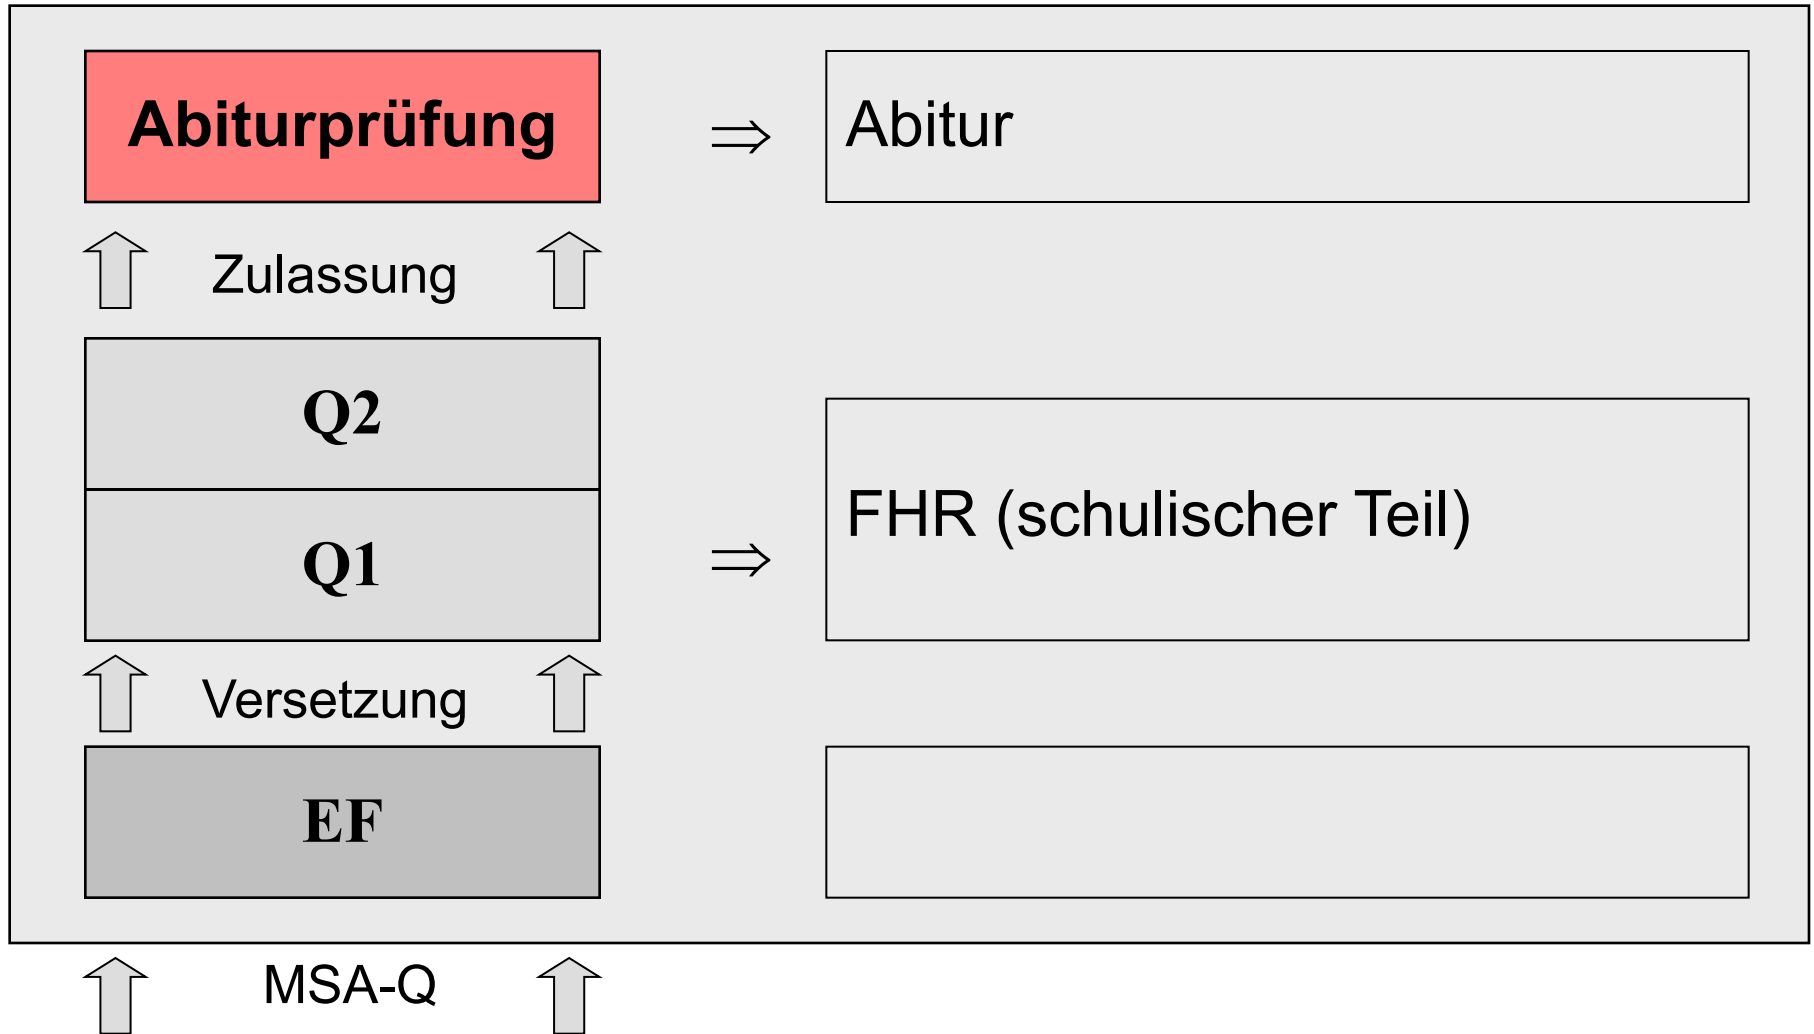 Abiturprüfung
⇒
Abitur
Zulassung
Q2
Q1
⇒
FHR (schulischer Teil)
Versetzung
EF
MSA-Q